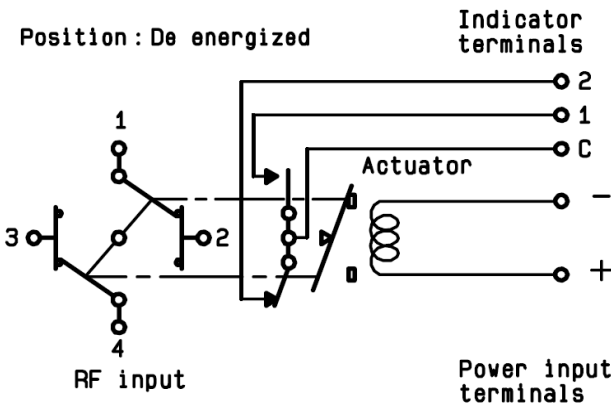 Position : De energized
Indicator
terminals
2
1
C
Actuator
−
+
1
3
2
4
RF input
Power input
terminals